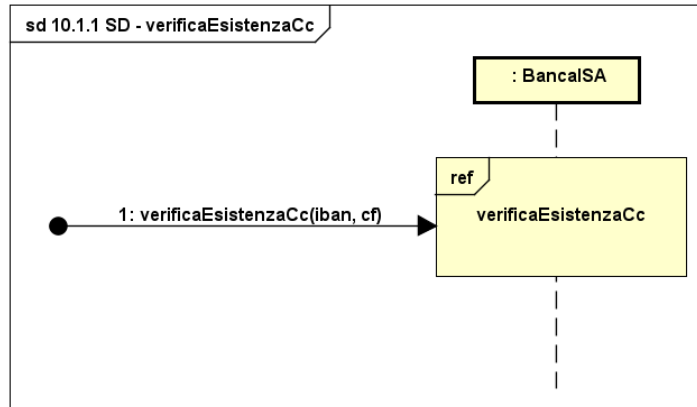 sd 10.1.1 SD - verificaEsistenzaCc
: BancaISA
ref
verificaEsistenzaCc
1: verificaEsistenzaCc(iban, cf)